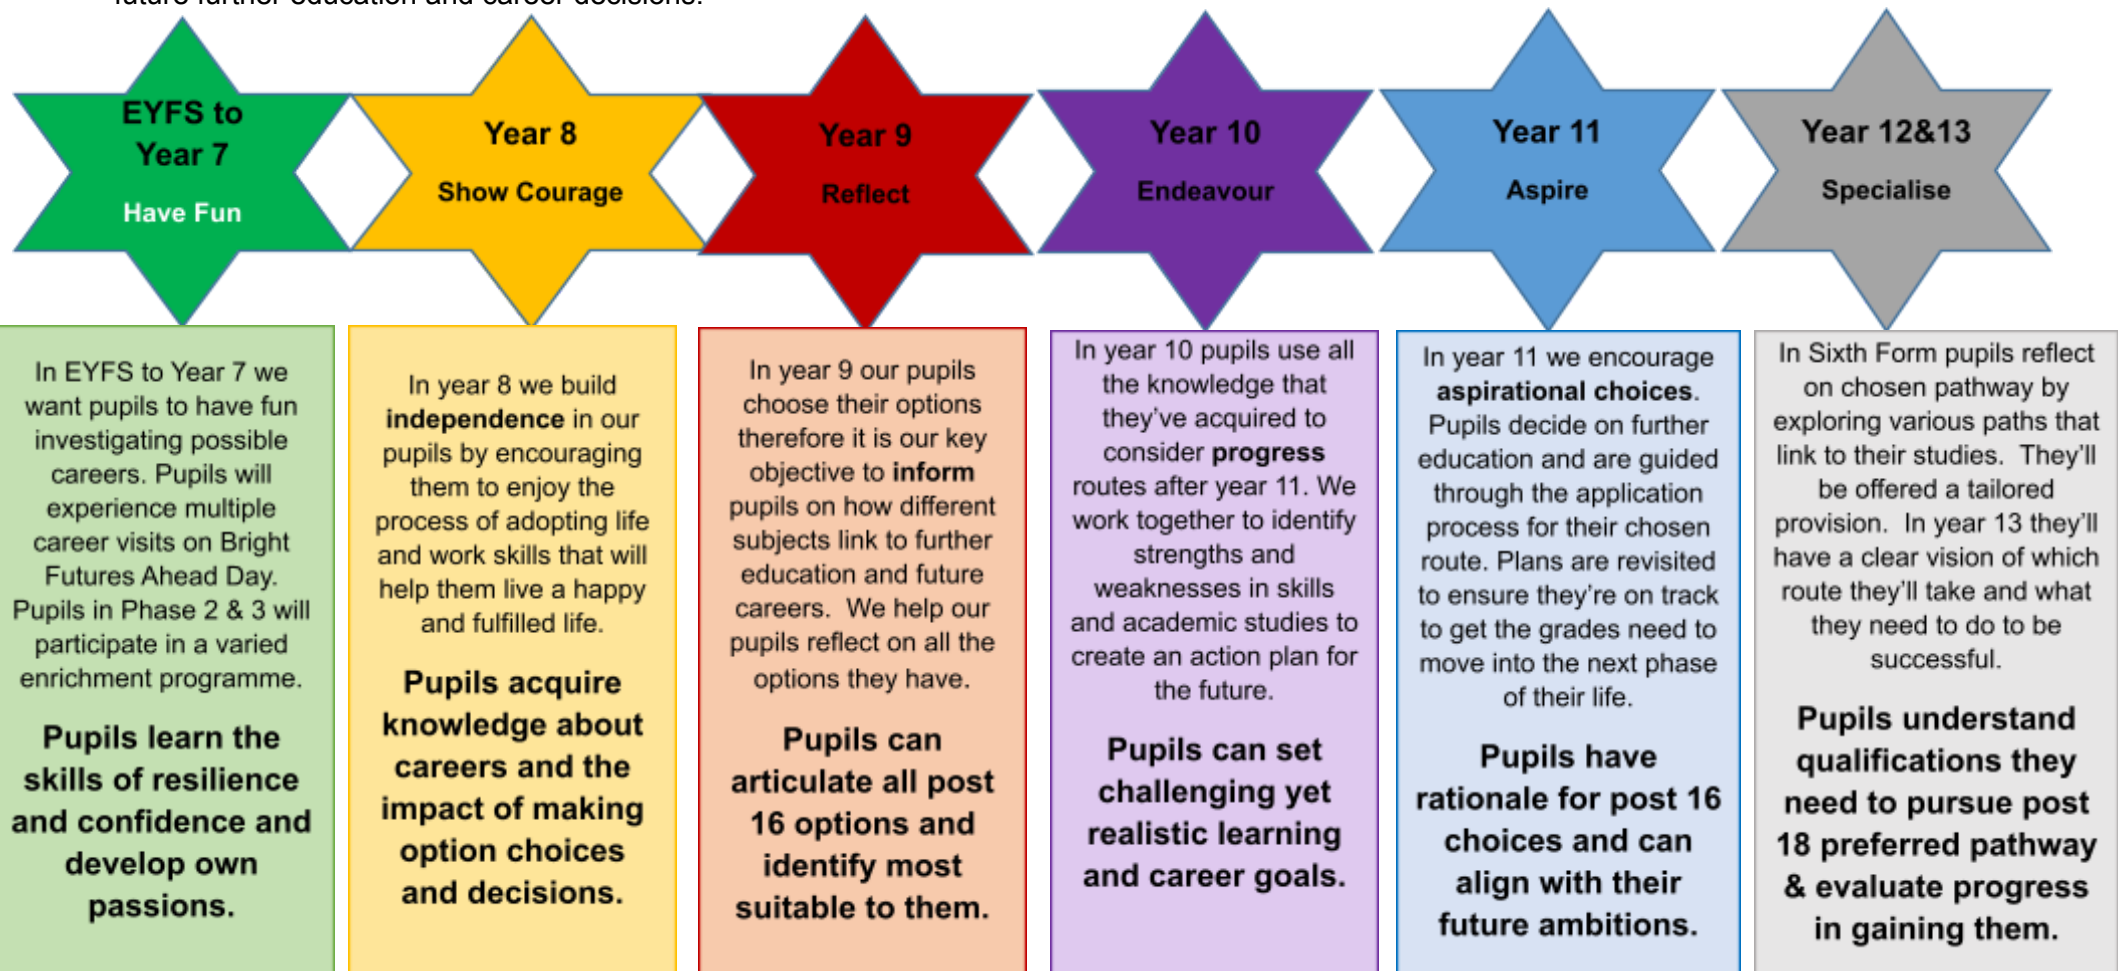 future further education and career decisions.
EYFS to
Year 7
Have Fun
Year 8
Show Courage
Year 9
Reflect
Year 10
Endeavour
Year 11
Aspire
Year 12&13
Specialise
In EYFS to Year 7 we
want pupils to have fun
investigating possible
careers. Pupils will
experience multiple
career visits on Bright
Futures Ahead Day.
Pupils in Phase 2 & 3 will
participate in a varied
enrichment programme.
Pupils learn the
skills of resilience
and confidence and
develop own
passions.
In year 8 we build
independence in our
pupils by encouraging
them to enjoy the
process of adopting life
and work skills that will
help them live a happy
and fulfilled life.
Pupils acquire
knowledge about
careers and the
impact of making
option choices
and decisions.
In year 9 our pupils
choose their options
therefore it is our key
objective to inform
pupils on how different
subjects link to further
education and future
careers.  We help our
pupils reflect on all the
options they have.
Pupils can
articulate all post
16 options and
identify most
suitable to them.
In year 10 pupils use all
the knowledge that
they've acquired to
consider progress
routes after year 11. We
work together to identify
strengths and
weaknesses in skills
and academic studies to
create an action plan for
the future.
Pupils can set
challenging yet
realistic learning
and career goals.
In year 11 we encourage
aspirational choices.
Pupils decide on further
education and are guided
through the application
process for their chosen
route. Plans are revisited
to ensure they're on track
to get the grades need to
move into the next phase
of their life.
Pupils have
rationale for post 16
choices and can
align with their
future ambitions.
In Sixth Form pupils reflect
on chosen pathway by
exploring various paths that
link to their studies.  They'll
be offered a tailored
provision.  In year 13 they'll
have a clear vision of which
route they'll take and what
they need to do to be
successful.
Pupils understand
qualifications they
need to pursue post
18 preferred pathway
& evaluate progress
in gaining them.